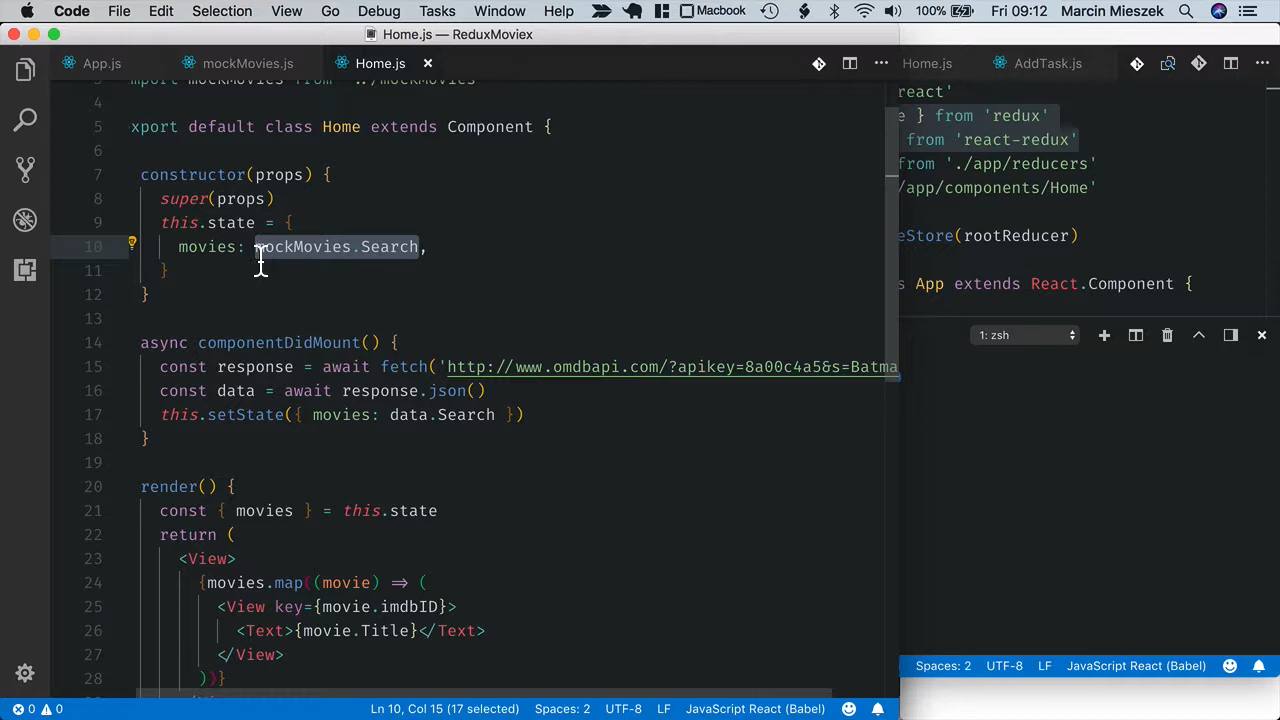 Code File Edit Selection View Go Debug Tasks Window Help Macbook 100% Fri 09:12 Marcin Mieszek
Home.js — ReduxMoviex
App.js mockMovies.js Home.js
Home.js AddTask.js
4
5 xport default class Home extends Component {
6
7 constructor(props) {
8 super(props)
9 this.state = {
10 movies: mockMovies.Search,
11 }
12 }
13
14 async componentDidMount() {
15 const response = await fetch('http://www.omdbapi.com/?apikey=8a00c4a5&s=Batma
16 const data = await response.json()
17 this.setState({ movies: data.Search })
18 }
19
20 render() {
21 const { movies } = this.state
22 return (
23 <View>
24 {movies.map((movie) => (
25 <View key={movie.imdbID}>
26 <Text>{movie.Title}</Text>
27 </View>
28 ))}
react'
e } from 'redux'
from 'react-redux'
from './app/reducers'
/app/components/Home'
eStore(rootReducer)
s App extends React.Component {
1: zsh
Spaces: 2 UTF-8 LF JavaScript React (Babel)
0 0 Ln 10, Col 15 (17 selected) Spaces: 2 UTF-8 LF JavaScript React (Babel)